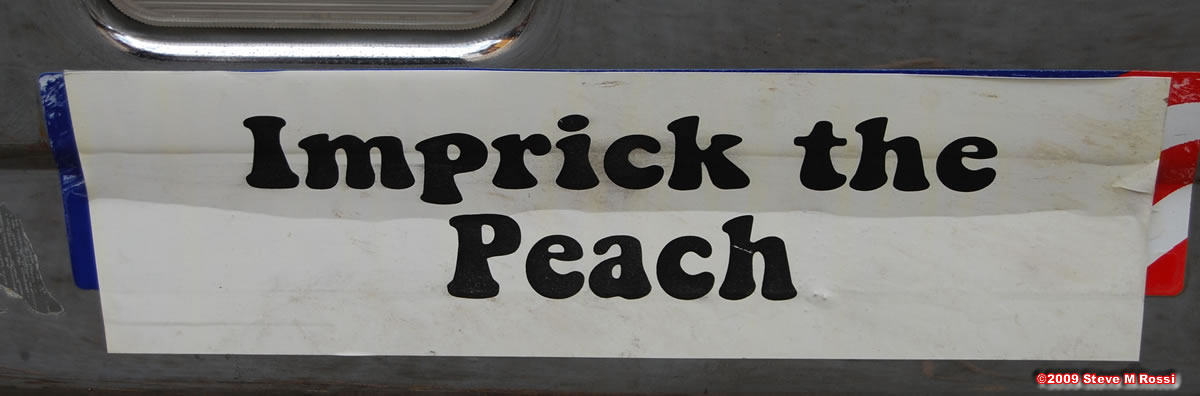 Imprick the
Peach
©2009 Steve M Rossi